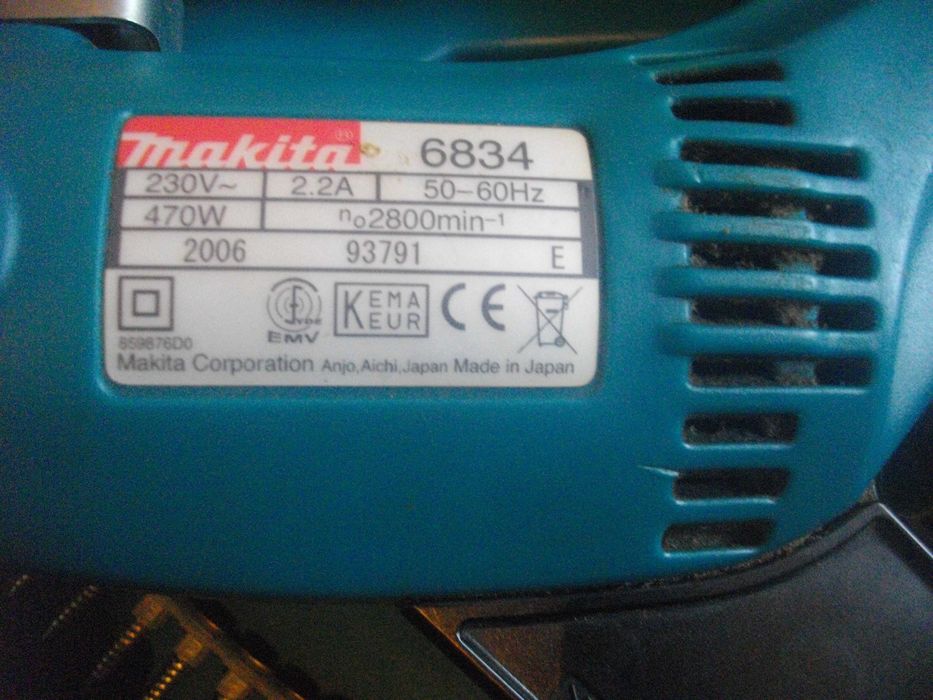 makita® 6834
230V~ 2.2A 50-60Hz
470W no2800min-1
2006 93791 E
EMV KEMA KEUR CE
859876D0
Makita Corporation Anjo,Aichi,Japan Made in Japan